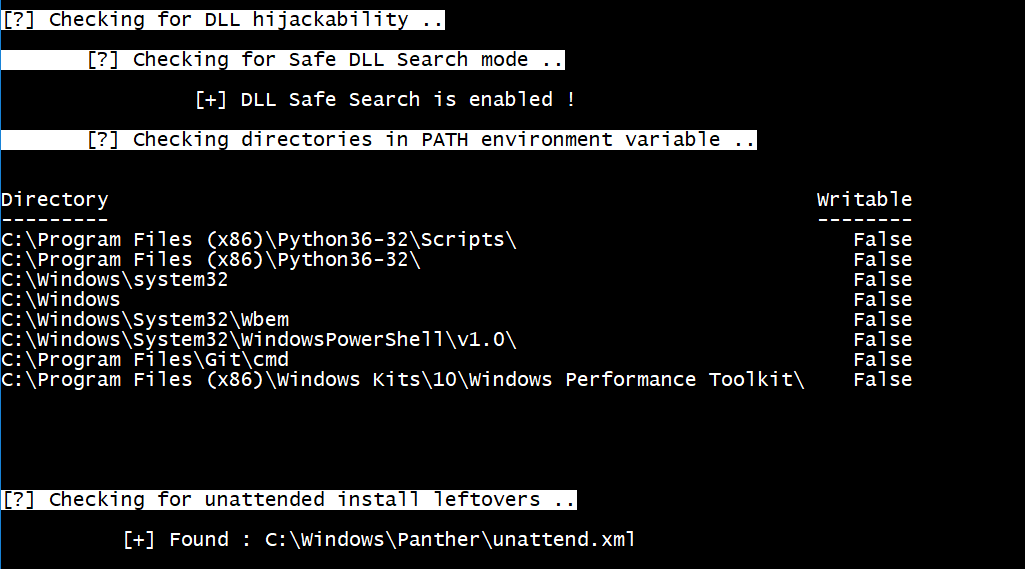 [?] Checking for DLL hijackability ..
[?] Checking for Safe DLL Search mode ..
[+] DLL Safe Search is enabled !
[?] Checking directories in PATH environment variable ..
Directory Writable
--------- --------
C:\Program Files (x86)\Python36-32\Scripts\ False
C:\Program Files (x86)\Python36-32\ False
C:\Windows\system32 False
C:\Windows False
C:\Windows\System32\Wbem False
C:\Windows\System32\WindowsPowerShell\v1.0\ False
C:\Program Files\Git\cmd False
C:\Program Files (x86)\Windows Kits\10\Windows Performance Toolkit\ False
[?] Checking for unattended install leftovers ..
[+] Found : C:\Windows\Panther\unattend.xml